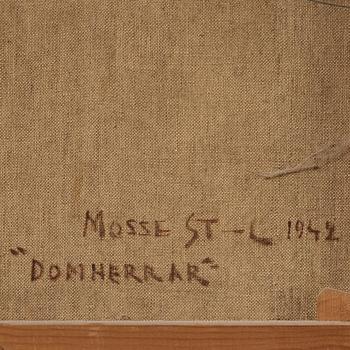 MOSSE ST-L 1942
"DOMHERRAR"